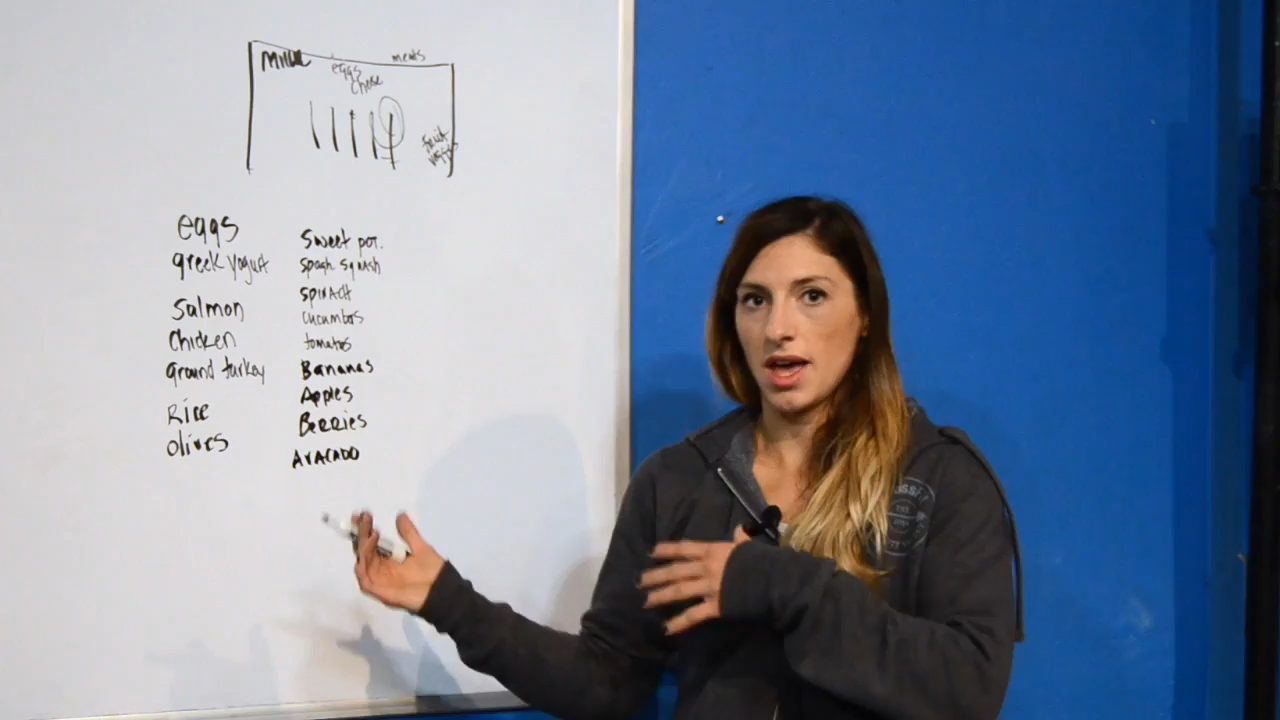 milk
meats
eggs
cheese
fruit
veggies
eggs
greek yogurt
Salmon
Chicken
ground turkey
Rice
olives
Sweet pot.
spagh. squash
spinach
cucumbers
tomatos
Bananas
Apples
Berries
AVACADO